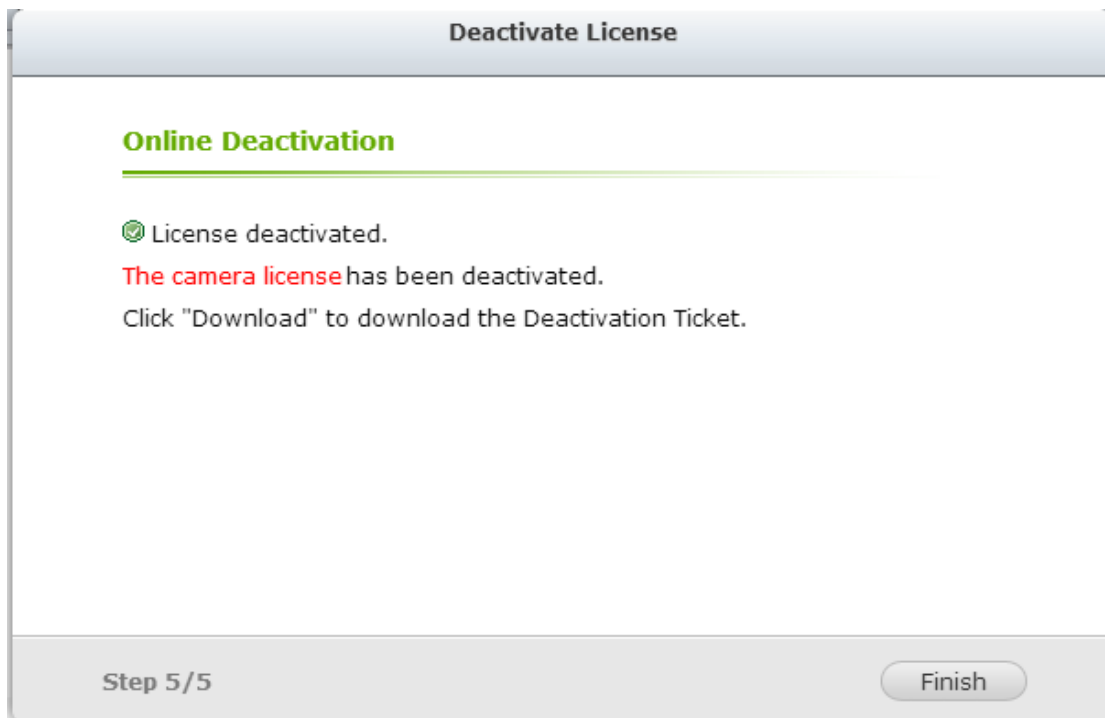 Deactivate License
Online Deactivation
License deactivated.
The camera license has been deactivated.
Click "Download" to download the Deactivation Ticket.
Step 5/5
Finish